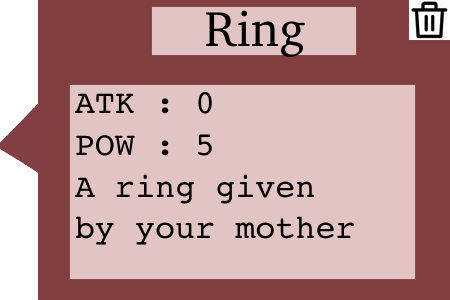 Ring
ATK : 0
POW : 5
A ring given
by your mother